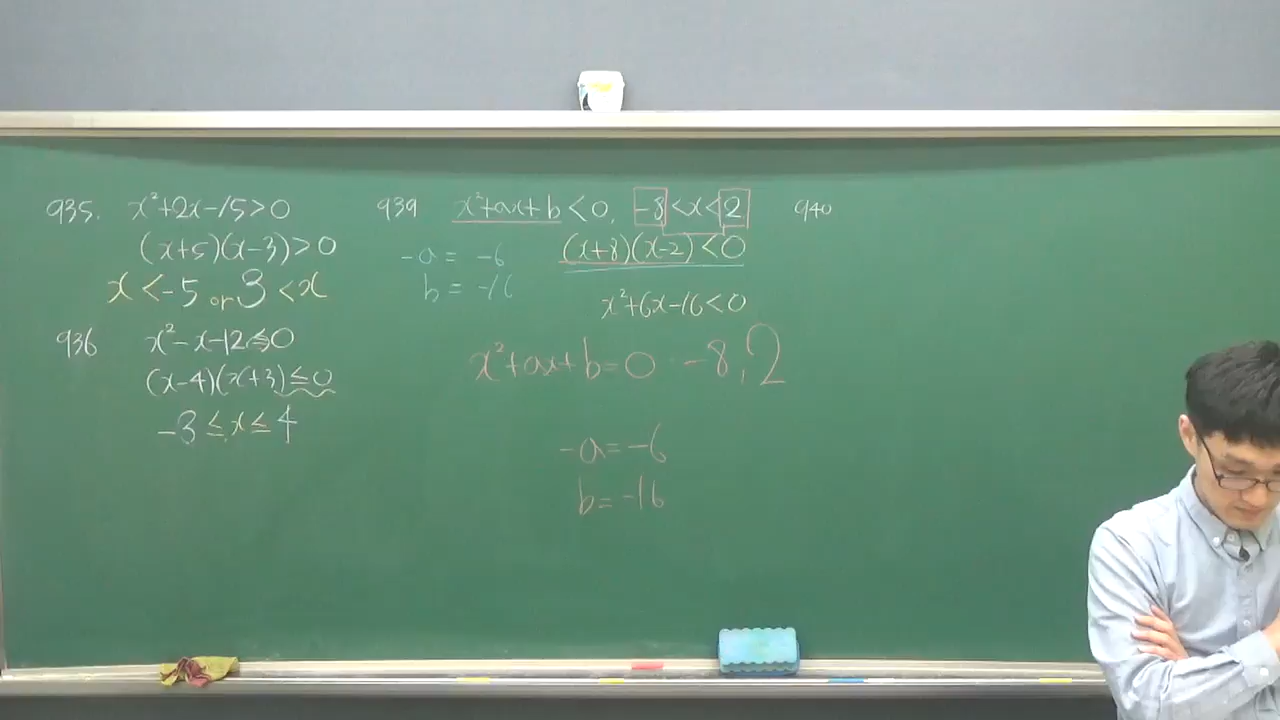 935. x²+2x-15>0
(x+5)(x-3)>0
x<-5 or 3<x
936 x²-x-12≤0
(x-4)(x+3)≤0
-3≤x≤4
939 x²+ax+b<0, -8<x<2
(x+8)(x-2)<0
-a=-6
b=-16
x²+6x-16<0
x²+ax+b=0 -8, 2
-a=-6
b=-16
940